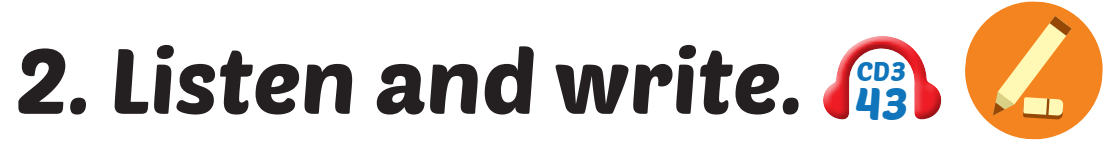 2. Listen and write.
CD3
43